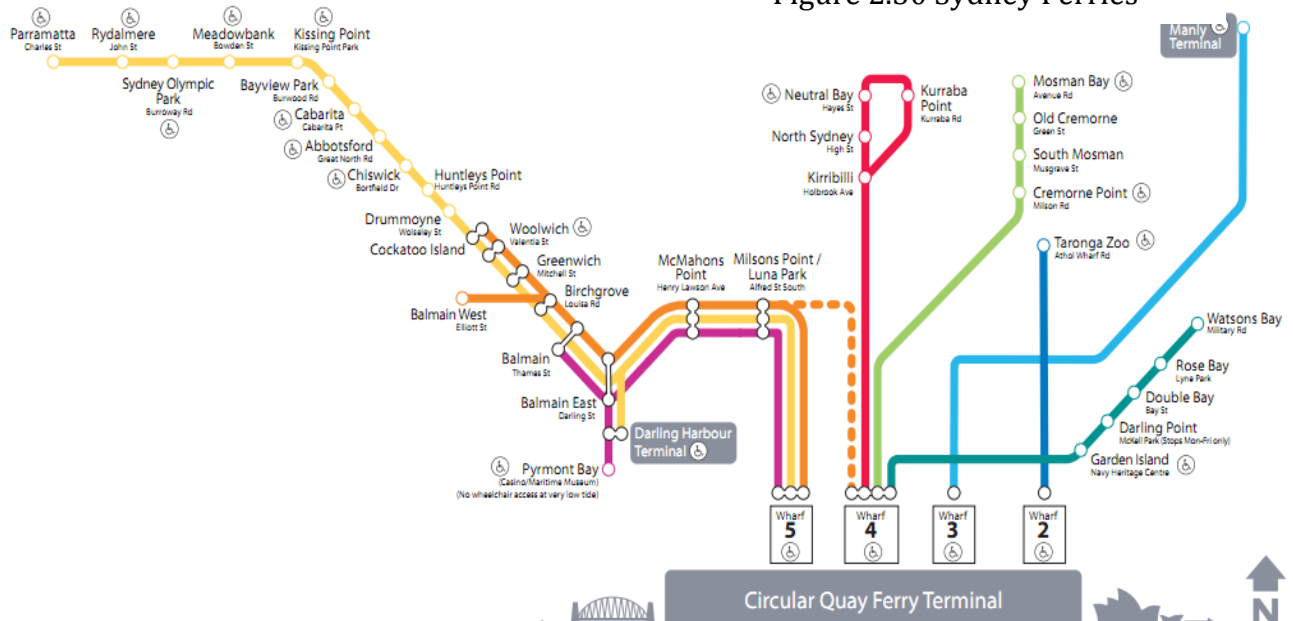 Figure 2.50 Sydney Ferries
Manly
Terminal
Parramatta
Charles St
Rydalmere
John St
Meadowbank
Bowden St
Kissing Point
Kissing Point Park
Sydney Olympic
Park
Burroway Rd
Bayview Park
Burwood Rd
Cabarita
Cabarita Pt
Abbotsford
Great North Rd
Chiswick
Bortfield Dr
Huntleys Point
Huntleys Point Rd
Drummoyne
Wolseley St
Cockatoo Island
Woolwich
Valentia St
Greenwich
Mitchell St
Birchgrove
Louisa Rd
Balmain West
Elliott St
Balmain
Thames St
Balmain East
Darling St
Darling Harbour
Terminal
Pyrmont Bay
(Casino/Maritime Museum)
(No wheelchair access at very low tide)
McMahons
Point
Henry Lawson Ave
Milsons Point /
Luna Park
Alfred St South
Neutral Bay
Hayes St
Kurraba
Point
Kurraba Rd
North Sydney
High St
Kirribilli
Holbrook Ave
Mosman Bay
Avenue Rd
Old Cremorne
Green St
South Mosman
Musgrave St
Cremorne Point
Milson Rd
Taronga Zoo
Athol Wharf Rd
Watsons Bay
Military Rd
Rose Bay
Lyne Park
Double Bay
Bay St
Darling Point
McKell Park (Stops Mon-Fri only)
Garden Island
Navy Heritage Centre
Wharf
5
Wharf
4
Wharf
3
Wharf
2
Circular Quay Ferry Terminal
N